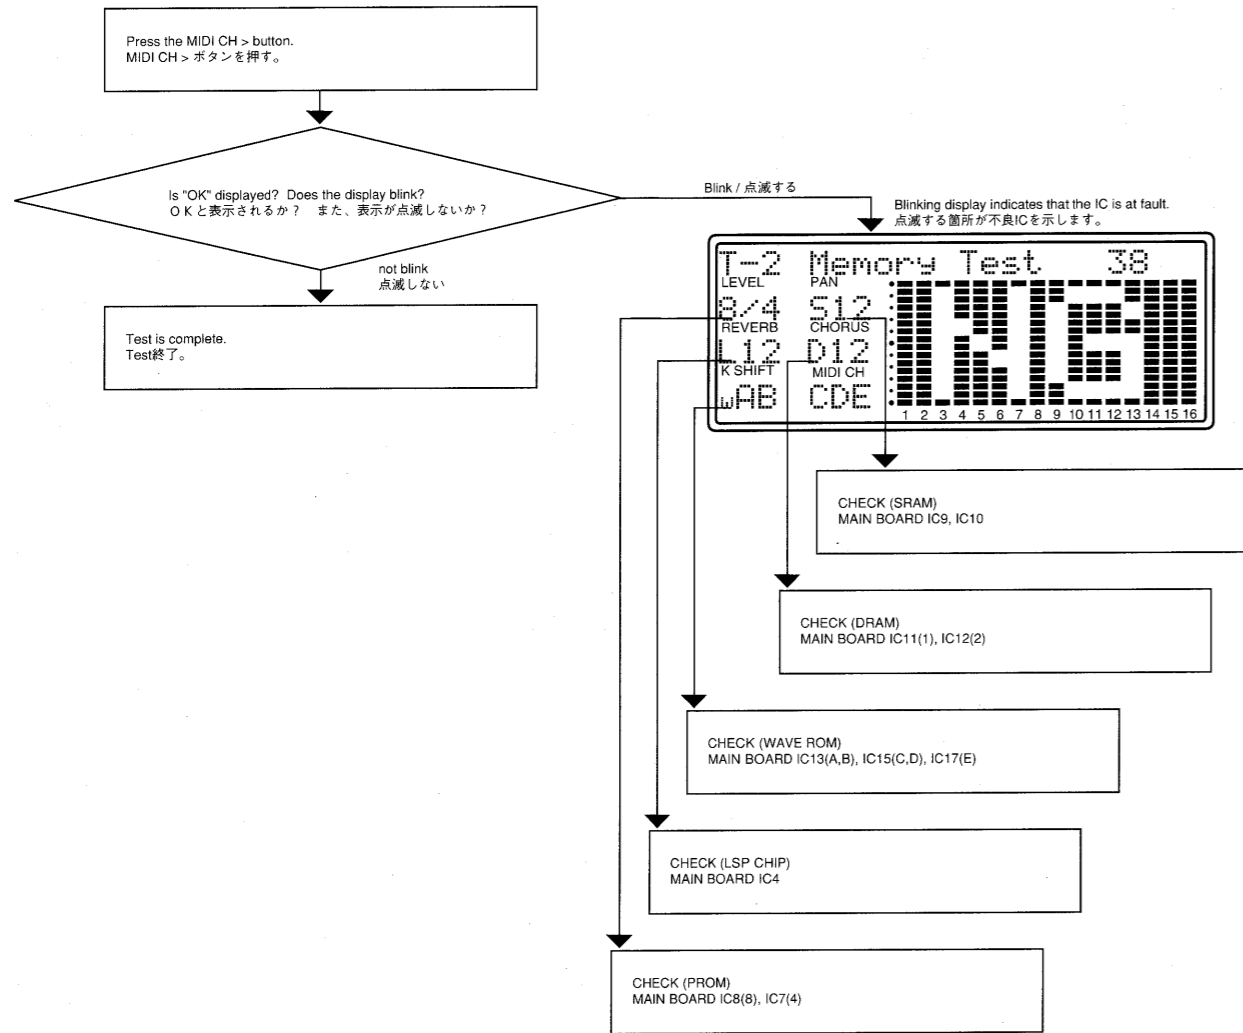 Press the MIDI CH > button.
MIDI CH > ボタンを押す。
Is "OK" displayed? Does the display blink?
ＯＫと表示されるか？ また、表示が点滅しないか？
Blink / 点滅する
Blinking display indicates that the IC is at fault.
点滅する箇所が不良ICを示します。
not blink
点滅しない
Test is complete.
Test終了。
T-2 Memory Test 38
LEVEL PAN
8/4 S12
REVERB CHORUS
L12 D12
K SHIFT MIDI CH
wAB CDE
1 2 3 4 5 6 7 8 9 10 11 12 13 14 15 16
CHECK (SRAM)
MAIN BOARD IC9, IC10
CHECK (DRAM)
MAIN BOARD IC11(1), IC12(2)
CHECK (WAVE ROM)
MAIN BOARD IC13(A,B), IC15(C,D), IC17(E)
CHECK (LSP CHIP)
MAIN BOARD IC4
CHECK (PROM)
MAIN BOARD IC8(8), IC7(4)